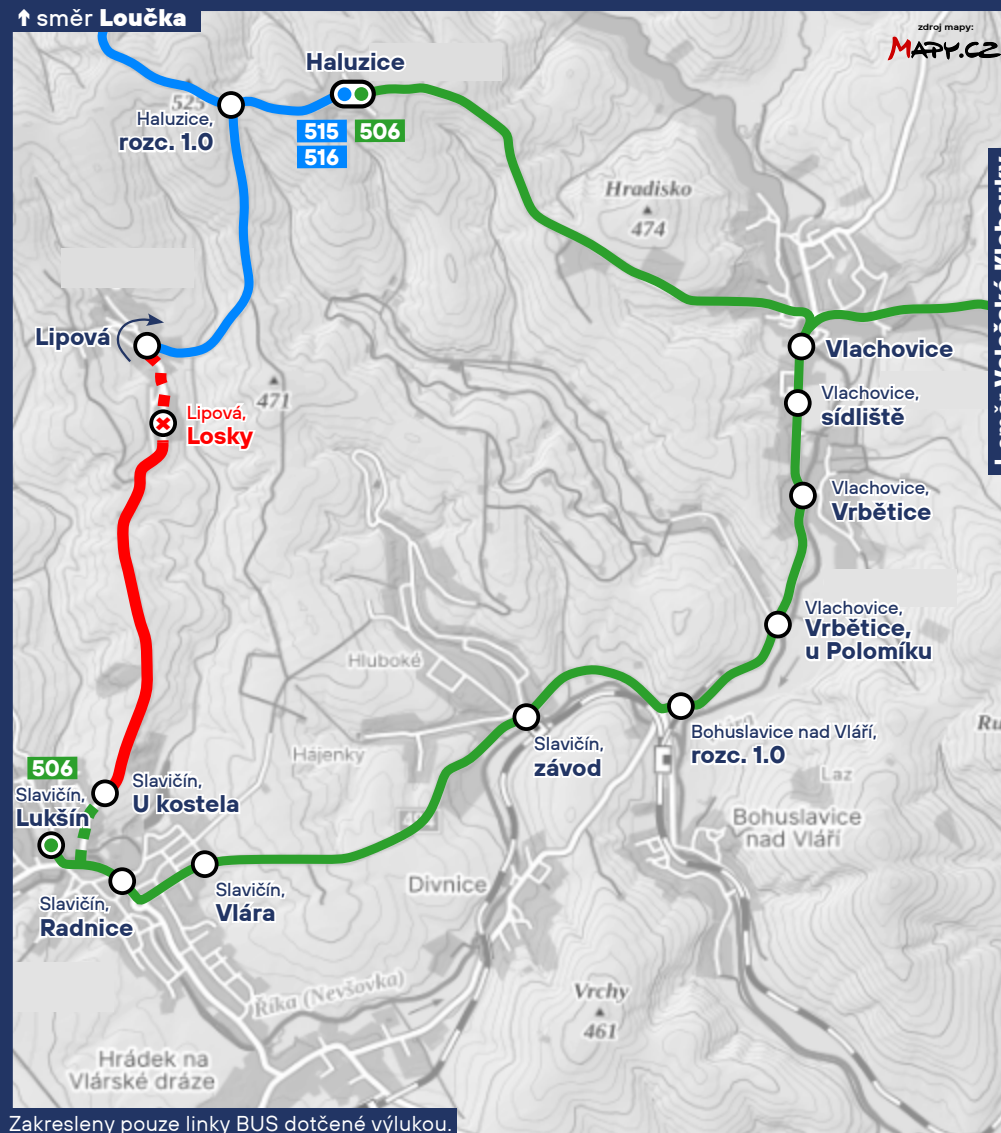 ↑ směr Loučka
zdroj mapy:
MAPY.CZ
Haluzice
525
Haluzice,
rozc. 1.0
515 506
516
Hradisko
474
Lipová
Vlachovice
471
Vlachovice,
sídliště
Lipová,
Losky
Vlachovice,
Vrbětice
Vlachovice,
Vrbětice,
u Polomíku
Hluboké
Bohuslavice nad Vláří,
rozc. 1.0
Slavičín,
závod
Hájenky
506
Slavičín,
U kostela
Slavičín,
Lukšín
Laz
Bohuslavice
nad Vláří
Slavičín,
Vlára
Divnice
Slavičín,
Radnice
Říka (Nevšovka)
Vrchy
461
Hrádek na
Vlárské dráze
Zakresleny pouze linky BUS dotčené výlukou.